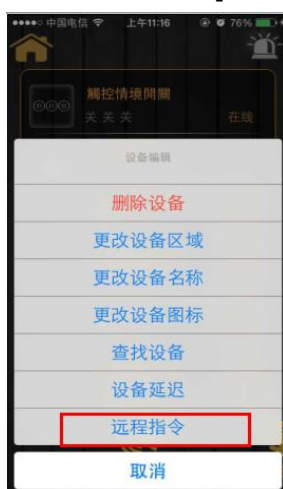 中国电信 上午11:16 76%
觸控情境開關
关 关 关 在线
设备编辑
删除设备
更改设备区域
更改设备名称
更改设备图标
查找设备
设备延迟
远程指令
取消